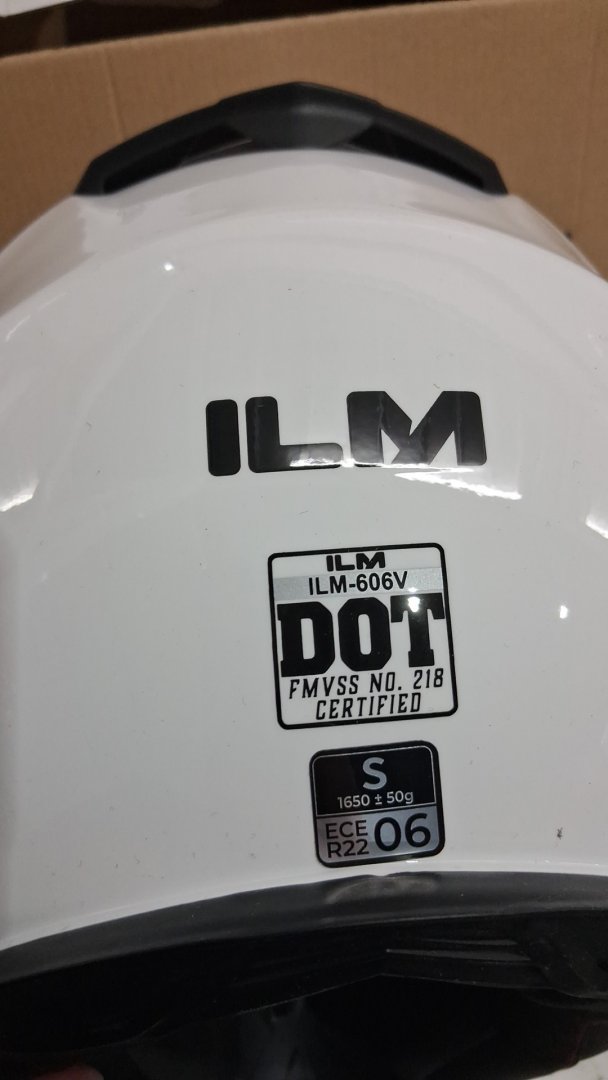 ILM
ILM
ILM-606V
DOT
FMVSS NO. 218
CERTIFIED
S
1650 ± 50g
ECE
R22 06